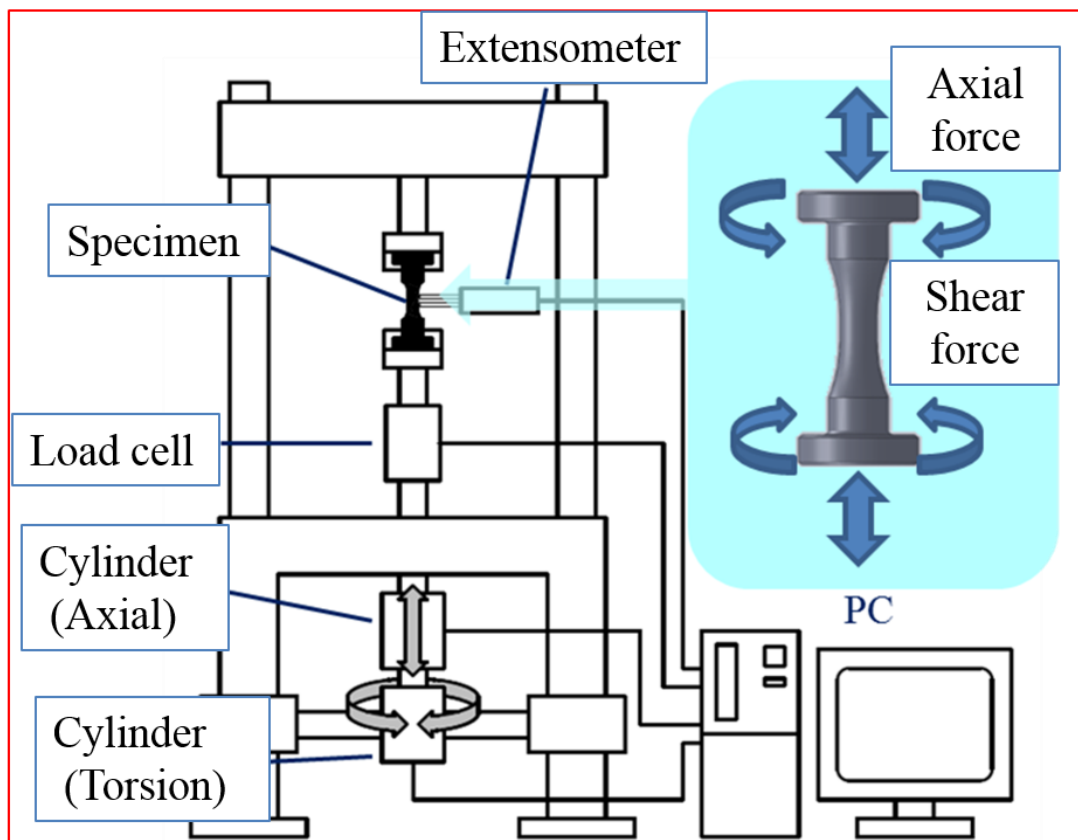 Extensometer
Axial
force
Specimen
Shear
force
Load cell
Cylinder
(Axial)
PC
Cylinder
(Torsion)